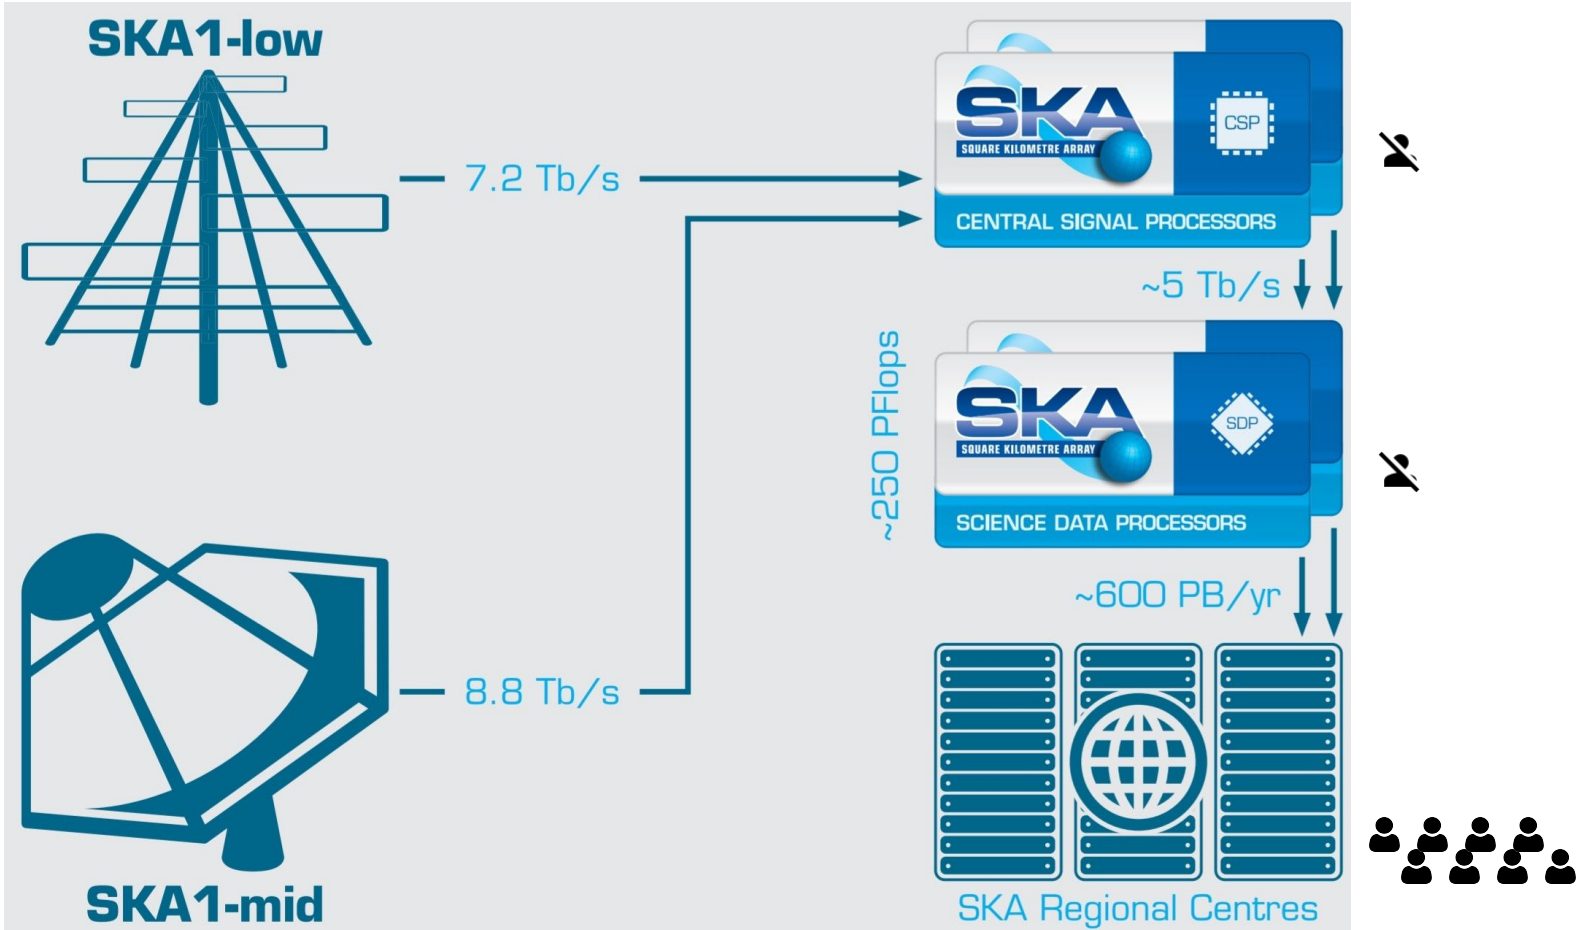 SKA1-low
7.2 Tb/s
SKA
SQUARE KILOMETRE ARRAY
CSP
CENTRAL SIGNAL PROCESSORS
~5 Tb/s
~250 PFlops
SKA
SQUARE KILOMETRE ARRAY
SDP
SCIENCE DATA PROCESSORS
~600 PB/yr
8.8 Tb/s
SKA1-mid
SKA Regional Centres